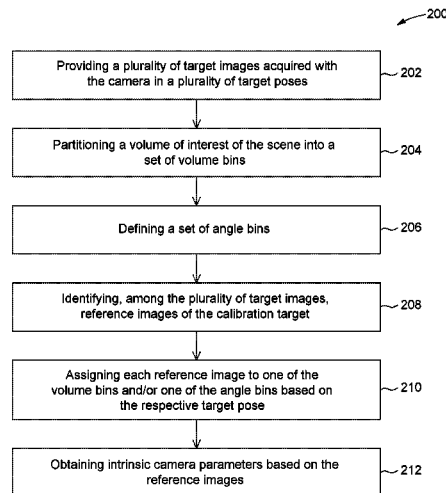 200
Providing a plurality of target images acquired with
the camera in a plurality of target poses
202
Partitioning a volume of interest of the scene into a
set of volume bins
204
Defining a set of angle bins
206
Identifying, among the plurality of target images,
reference images of the calibration target
208
Assigning each reference image to one of the
volume bins and/or one of the angle bins based on
the respective target pose
210
Obtaining intrinsic camera parameters based on the
reference images
212